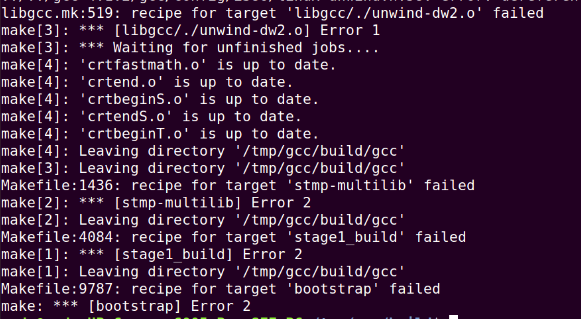 libgcc.mk:519: recipe for target 'libgcc/./unwind-dw2.o' failed
make[3]: *** [libgcc/./unwind-dw2.o] Error 1
make[3]: *** Waiting for unfinished jobs....
make[4]: 'crtfastmath.o' is up to date.
make[4]: 'crtend.o' is up to date.
make[4]: 'crtbeginS.o' is up to date.
make[4]: 'crtendS.o' is up to date.
make[4]: 'crtbeginT.o' is up to date.
make[4]: Leaving directory '/tmp/gcc/build/gcc'
make[3]: Leaving directory '/tmp/gcc/build/gcc'
Makefile:1436: recipe for target 'stmp-multilib' failed
make[2]: *** [stmp-multilib] Error 2
make[2]: Leaving directory '/tmp/gcc/build/gcc'
Makefile:4084: recipe for target 'stage1_build' failed
make[1]: *** [stage1_build] Error 2
make[1]: Leaving directory '/tmp/gcc/build/gcc'
Makefile:9787: recipe for target 'bootstrap' failed
make: *** [bootstrap] Error 2